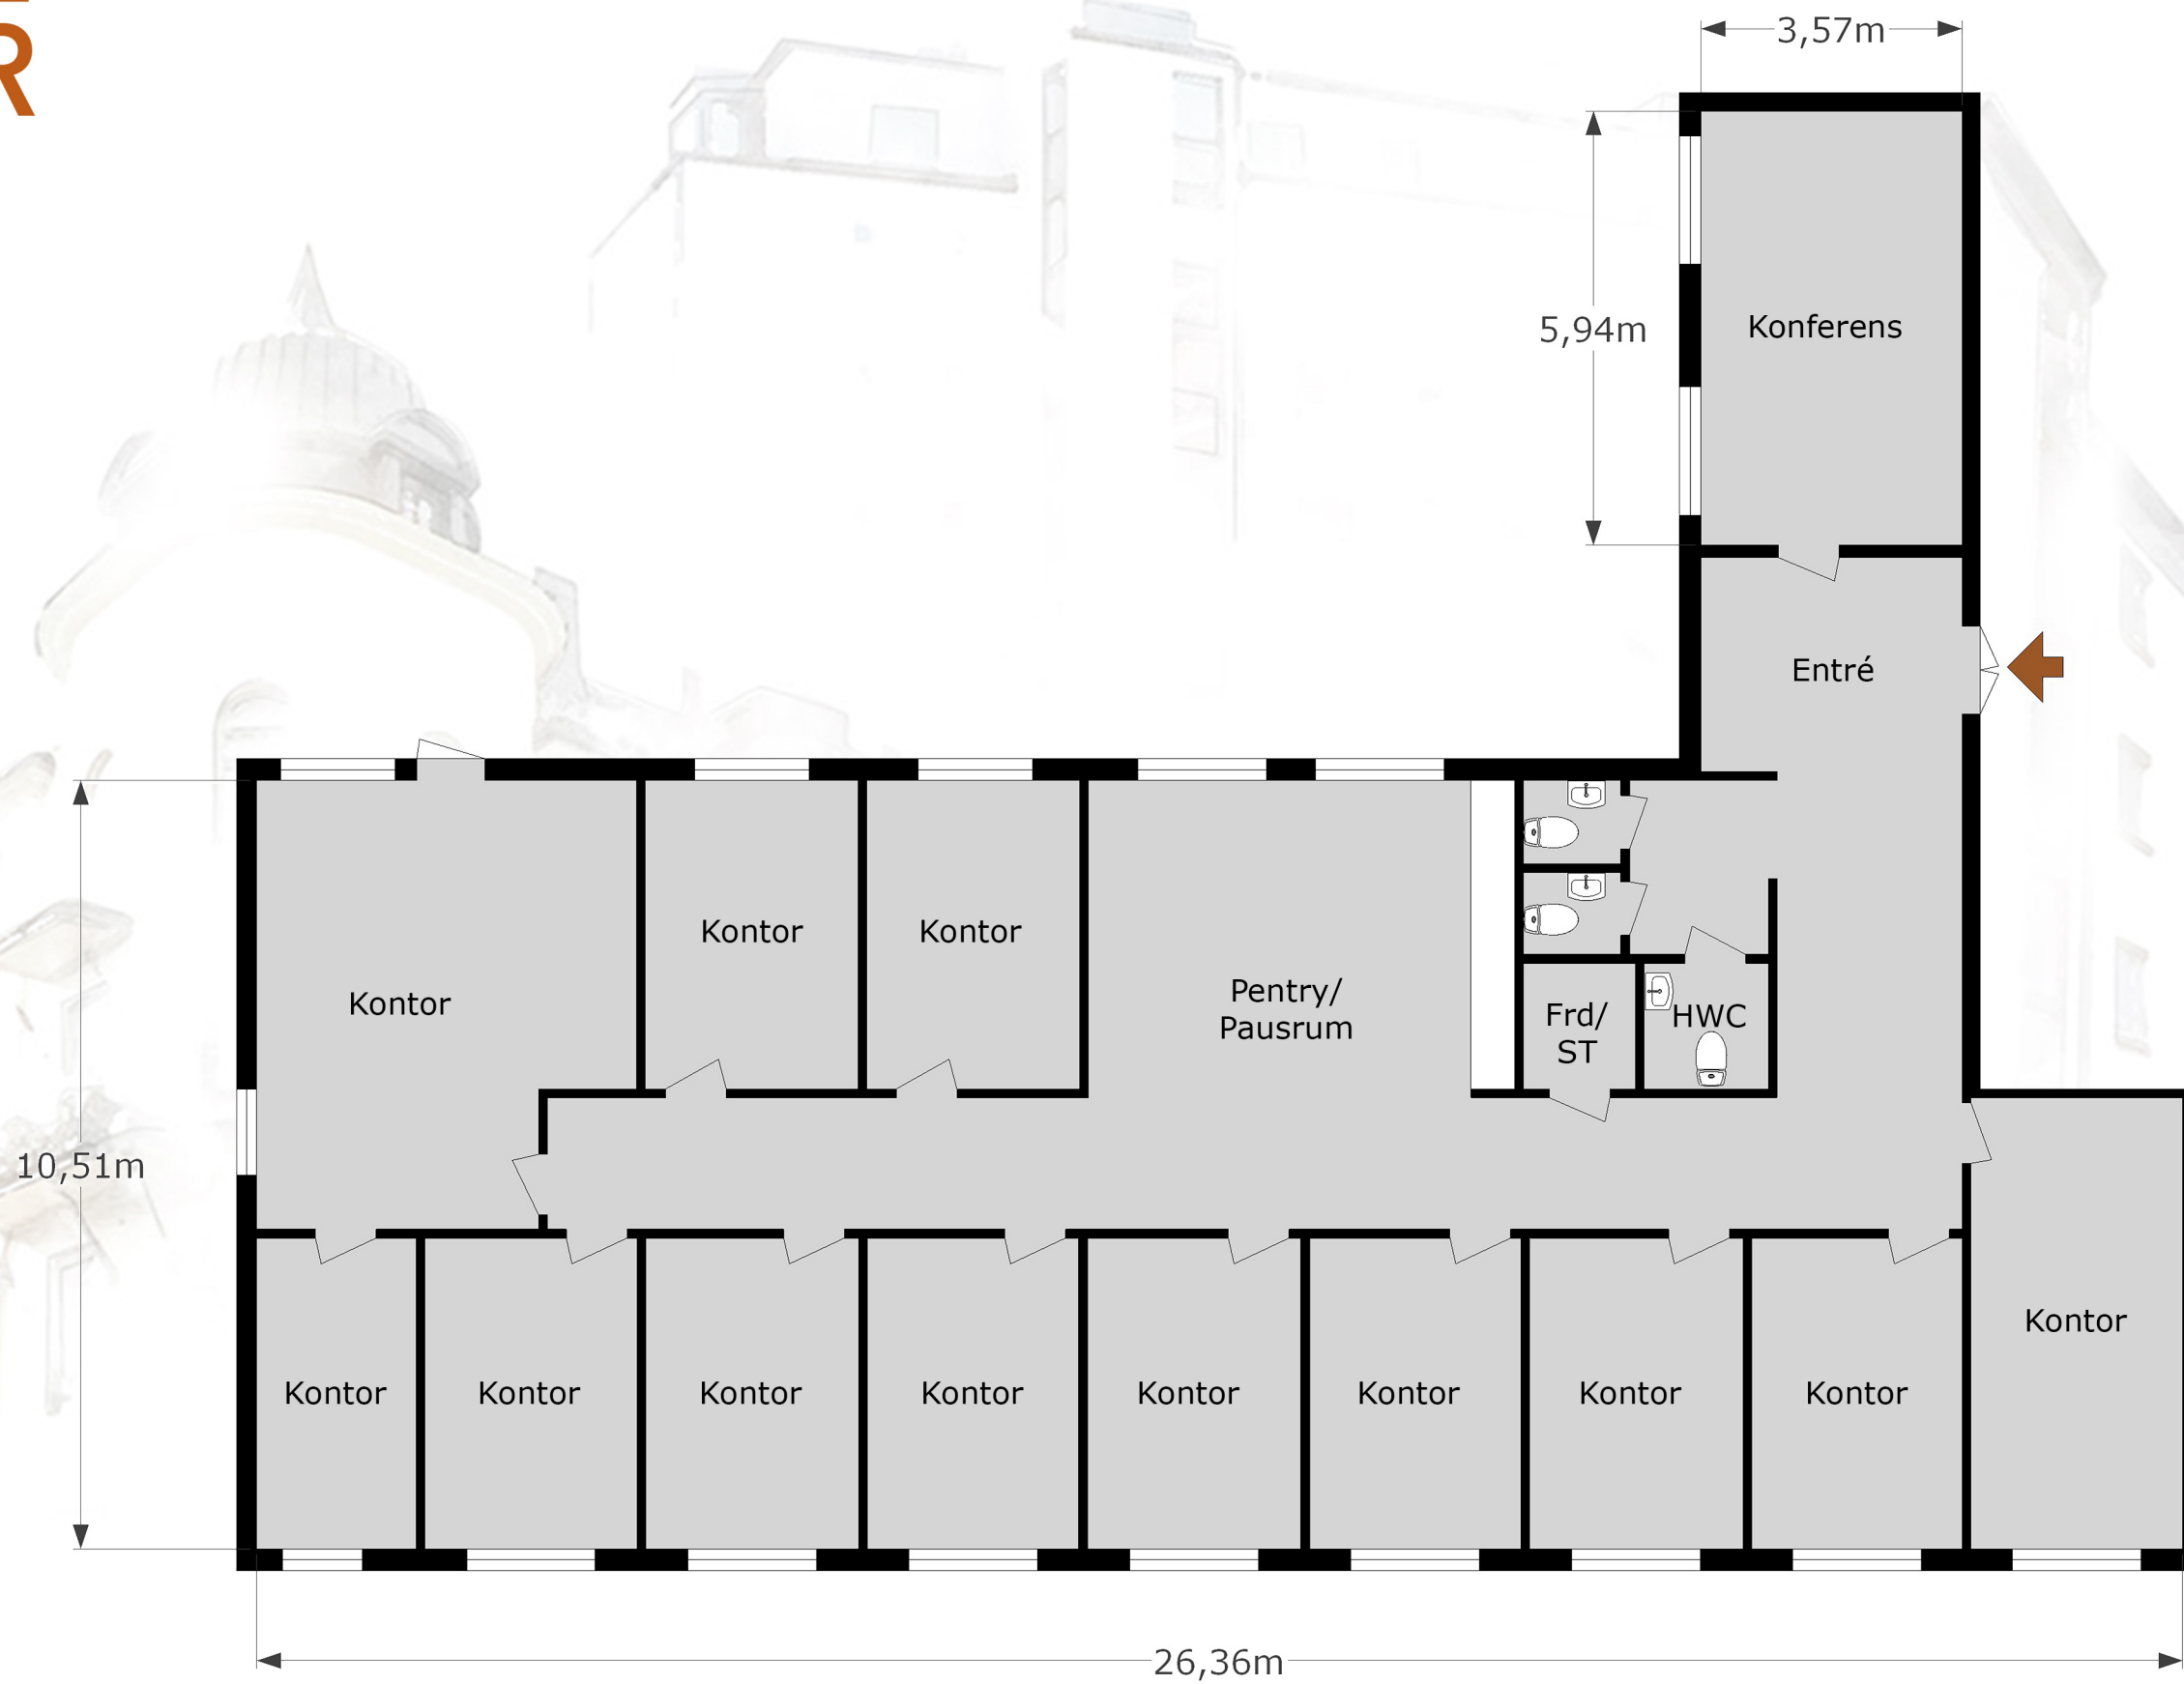 R
3,57m
5,94m
Konferens
Entré
Kontor
Kontor
Kontor
Pentry/
Pausrum
Frd/
ST
HWC
10,51m
Kontor
Kontor
Kontor
Kontor
Kontor
Kontor
Kontor
Kontor
Kontor
26,36m